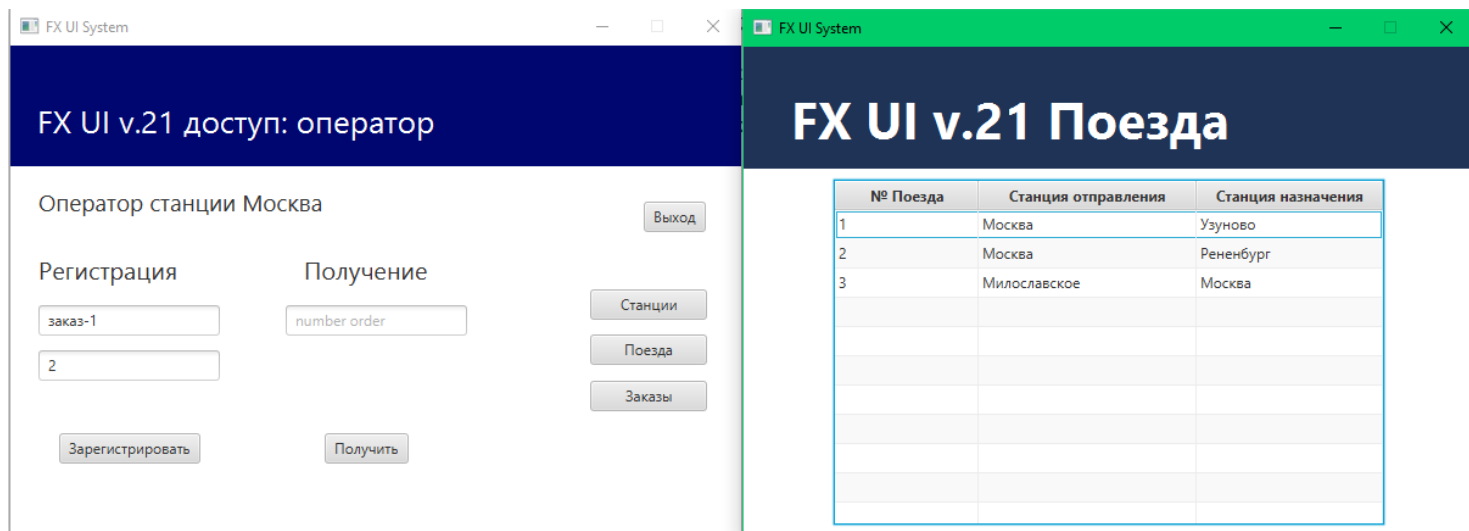 FX UI System
FX UI v.21 доступ: оператор
Оператор станции Москва
Выход
Регистрация
Получение
заказ-1
number order
2
Станции
Поезда
Заказы
Зарегистрировать
Получить
FX UI System
FX UI v.21 Поезда
№ Поезда Станция отправления Станция назначения
1 Москва Узуново
2 Москва Рененбург
3 Милославское Москва